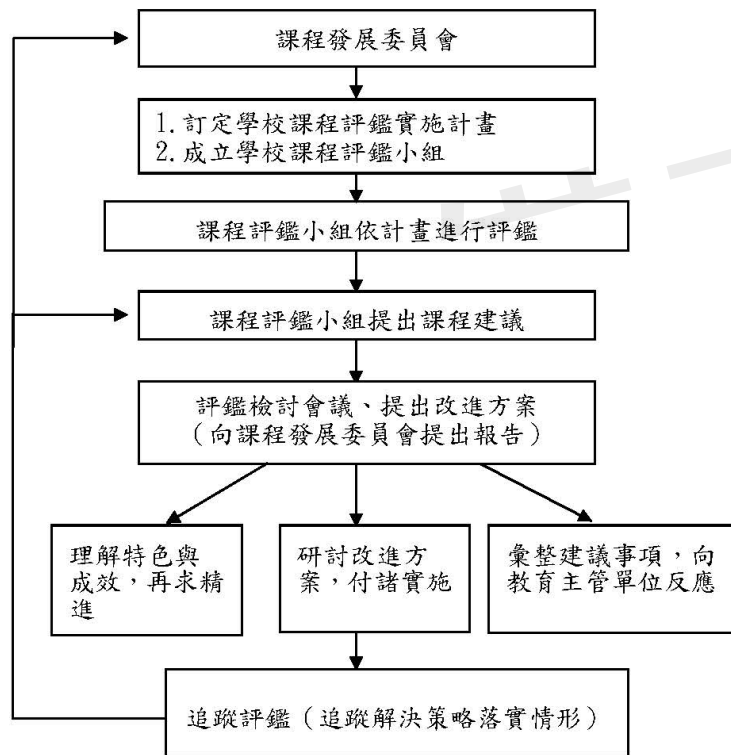 課程發展委員會
1.訂定學校課程評鑑實施計畫
2.成立學校課程評鑑小組
課程評鑑小組依計畫進行評鑑
課程評鑑小組提出課程建議
評鑑檢討會議、提出改進方案
（向課程發展委員會提出報告）
理解特色與
成效，再求精
進
研討改進方
案，付諸實施
彙整建議事項，向
教育主管單位反應
追蹤評鑑（追蹤解決策略落實情形）